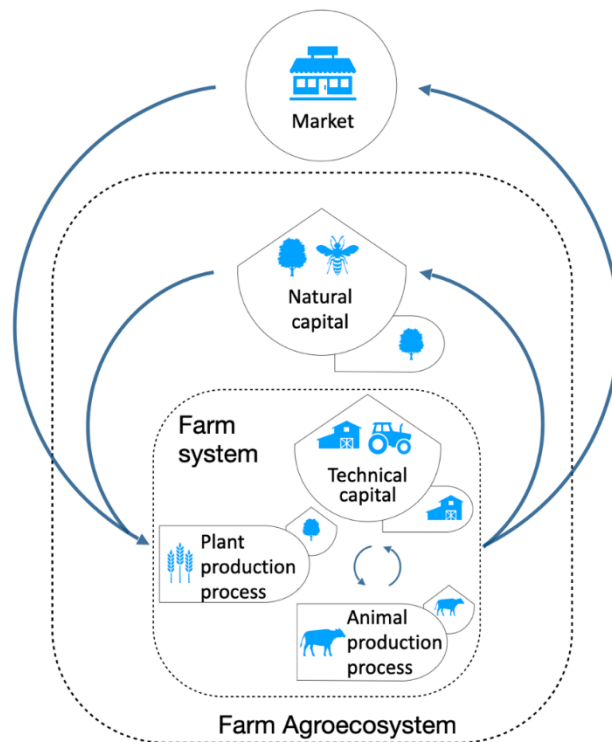 Market
Natural
capital
Farm
system
Technical
capital
Plant
production
process
Animal
production
process
Farm Agroecosystem